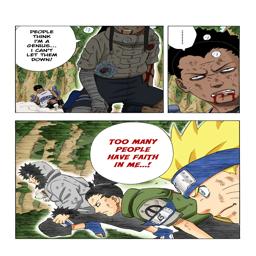 PEOPLE
THINK
I'M A
GENIUS...
I CAN'T
LET THEM
DOWN!
TOO MANY
PEOPLE
HAVE FAITH
IN ME...!